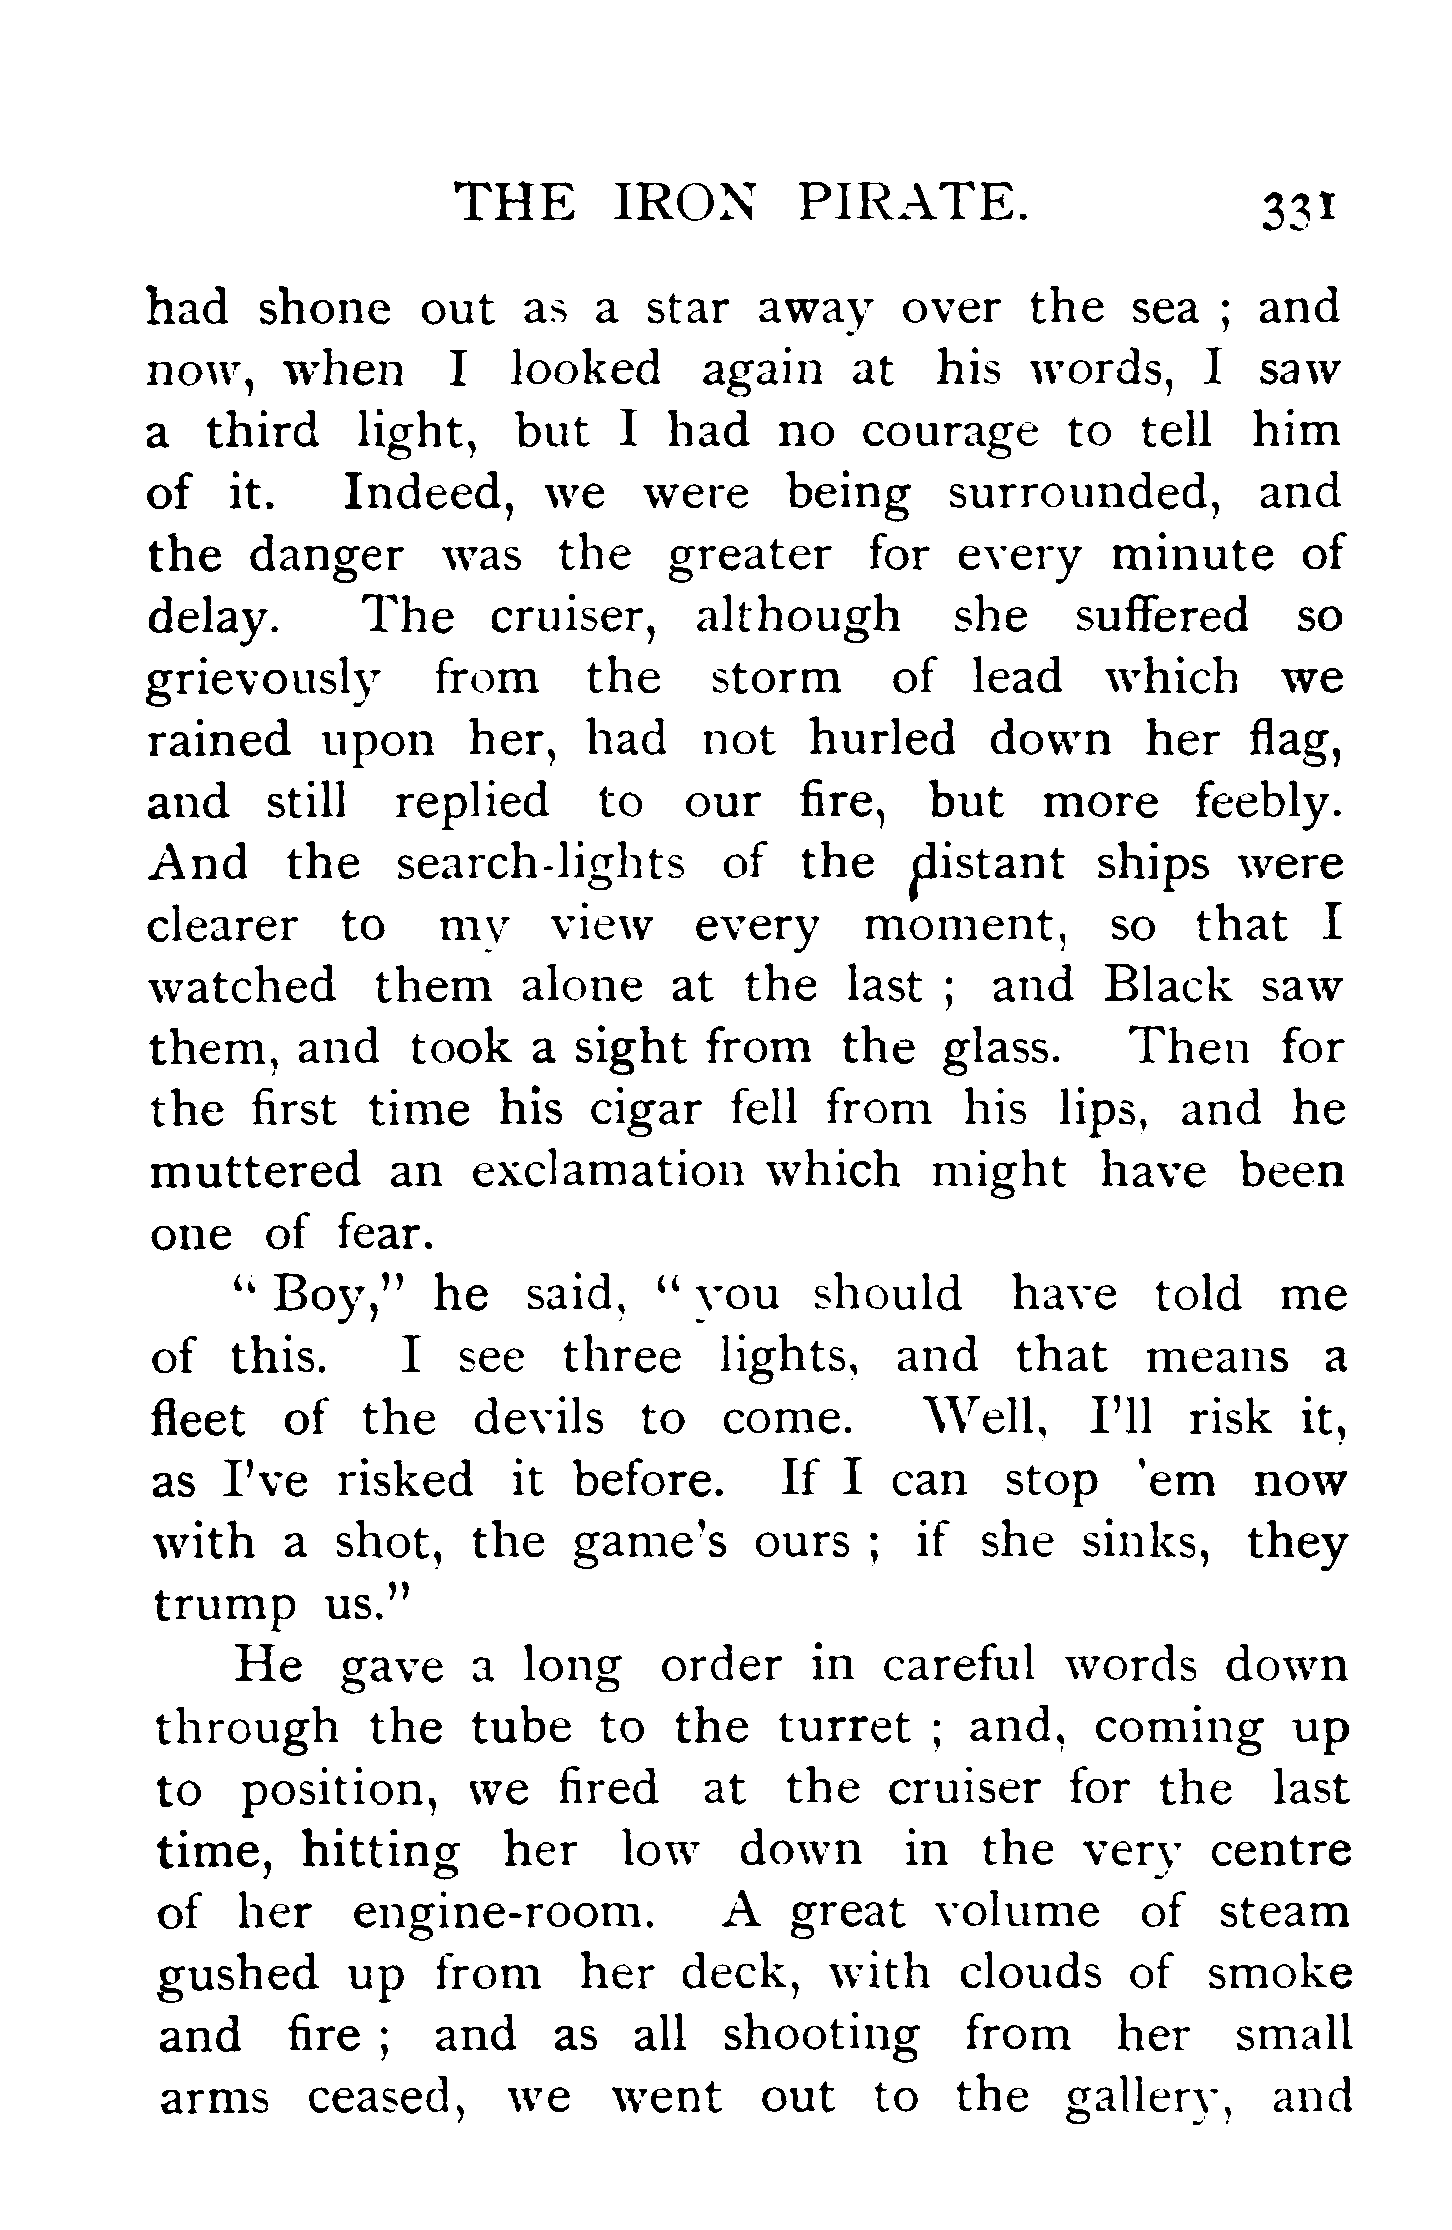 THE IRON PIRATE. 331
had shone out as a star away over the sea ; and
now, when I looked again at his words, I saw
a third light, but I had no courage to tell him
of it. Indeed, we were being surrounded, and
the danger was the greater for every minute of
delay. The cruiser, although she suffered so
grievously from the storm of lead which we
rained upon her, had not hurled down her flag,
and still replied to our fire, but more feebly.
And the search-lights of the distant ships were
clearer to my view every moment, so that I
watched them alone at the last ; and Black saw
them, and took a sight from the glass. Then for
the first time his cigar fell from his lips, and he
muttered an exclamation which might have been
one of fear.
“ Boy,” he said, “ you should have told me
of this. I see three lights, and that means a
fleet of the devils to come. Well, I’ll risk it,
as I’ve risked it before. If I can stop ’em now
with a shot, the game’s ours ; if she sinks, they
trump us.”
He gave a long order in careful words down
through the tube to the turret ; and, coming up
to position, we fired at the cruiser for the last
time, hitting her low down in the very centre
of her engine-room. A great volume of steam
gushed up from her deck, with clouds of smoke
and fire ; and as all shooting from her small
arms ceased, we went out to the gallery, and